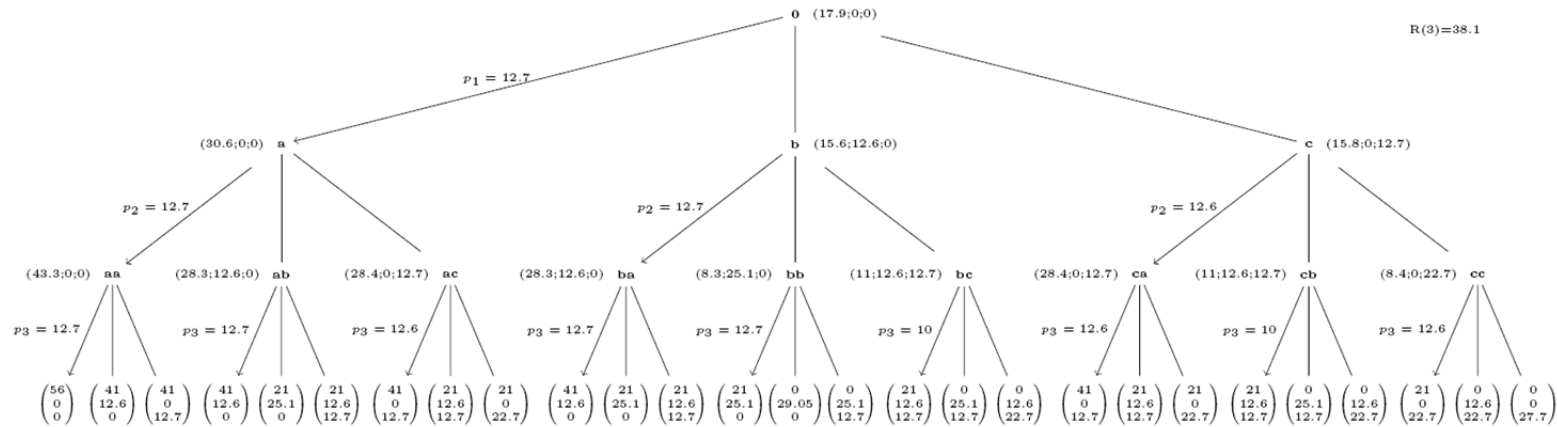 0 (17.9;0;0)
R(3)=38.1
p1 = 12.7
(30.6;0;0) a
b (15.6;12.6;0)
c (15.8;0;12.7)
p2 = 12.7
p2 = 12.7
p2 = 12.6
(43.3;0;0) aa
(28.3;12.6;0) ab
(28.4;0;12.7) ac
(28.3;12.6;0) ba
(8.3;25.1;0) bb
(11;12.6;12.7) bc
(28.4;0;12.7) ca
(11;12.6;12.7) cb
(8.4;0;22.7) cc
p3 = 12.7
p3 = 12.7
p3 = 12.6
p3 = 12.7
p3 = 12.7
p3 = 10
p3 = 12.6
p3 = 10
p3 = 12.6
56 41 41 41 21 21 41 21 21 41 21 21 21 0 0 21 0 0 41 21 21 21 0 0 21 0 0
0 12.6 0 12.6 25.1 12.6 0 12.6 0 12.6 25.1 12.6 25.1 29.05 25.1 12.6 25.1 12.6 0 12.6 0 12.6 25.1 12.6 0 12.6 0
0 0 12.7 0 0 12.7 12.7 12.7 22.7 0 0 12.7 0 0 12.7 12.7 12.7 22.7 12.7 12.7 22.7 12.7 12.7 22.7 22.7 22.7 27.7